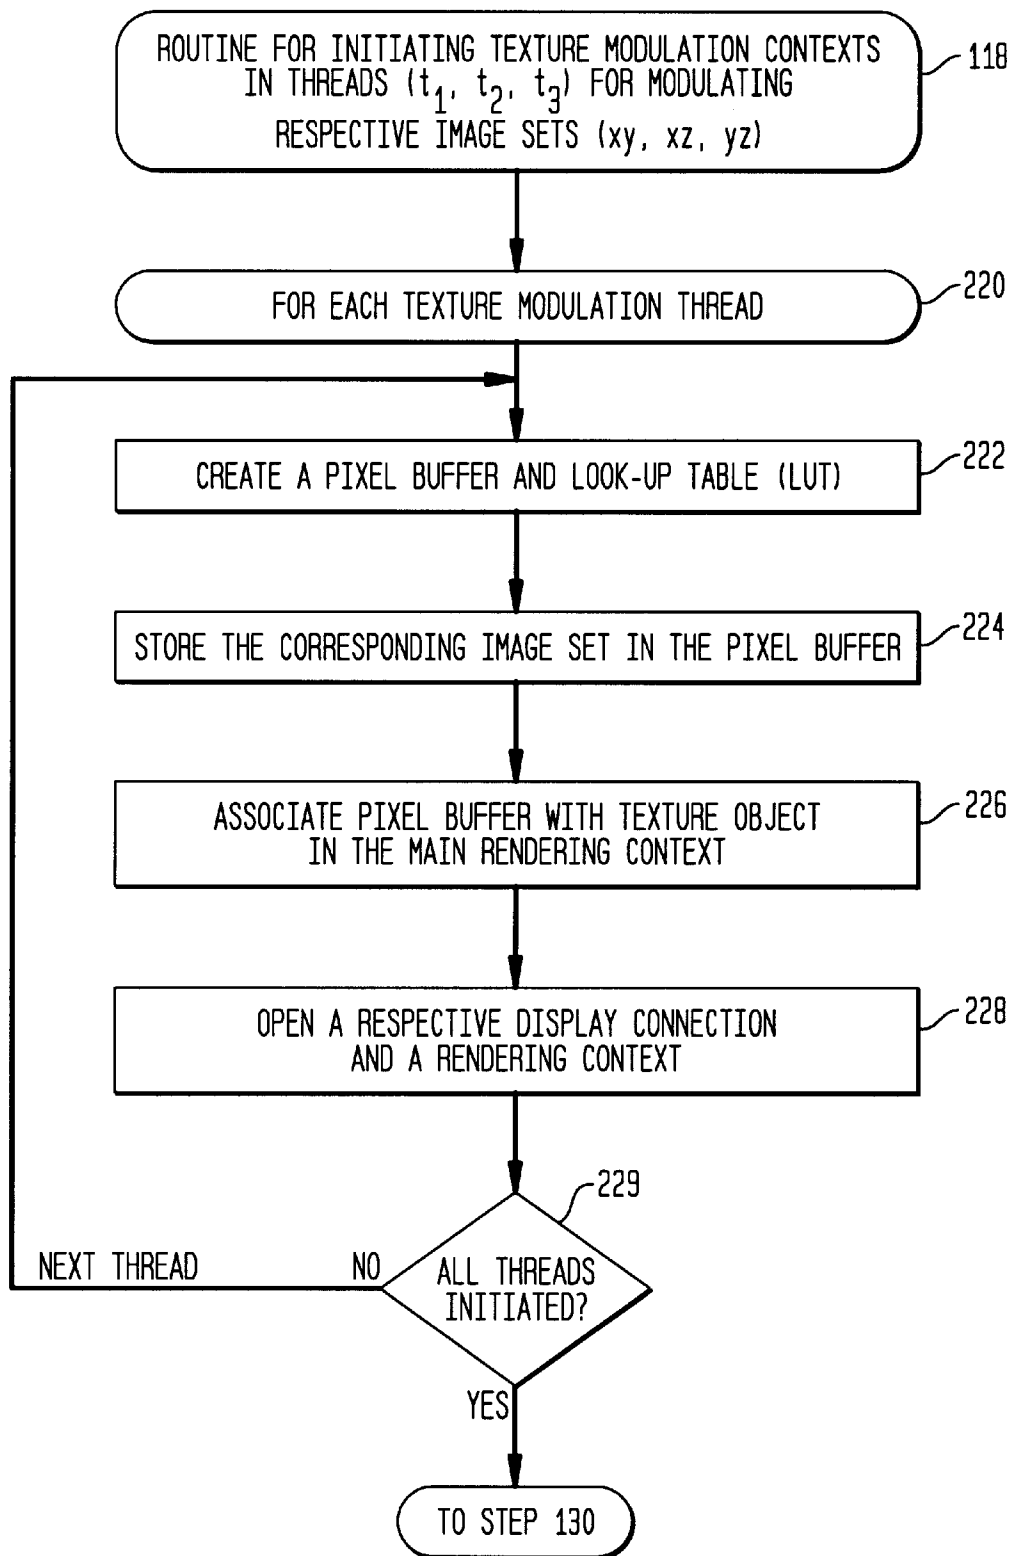 ROUTINE FOR INITIATING TEXTURE MODULATION CONTEXTS
IN THREADS (t1, t2, t3) FOR MODULATING
RESPECTIVE IMAGE SETS (xy, xz, yz)
118
FOR EACH TEXTURE MODULATION THREAD
220
CREATE A PIXEL BUFFER AND LOOK-UP TABLE (LUT)
222
STORE THE CORRESPONDING IMAGE SET IN THE PIXEL BUFFER
224
ASSOCIATE PIXEL BUFFER WITH TEXTURE OBJECT
IN THE MAIN RENDERING CONTEXT
226
OPEN A RESPECTIVE DISPLAY CONNECTION
AND A RENDERING CONTEXT
228
229
ALL THREADS
INITIATED?
NEXT THREAD
NO
YES
TO STEP 130